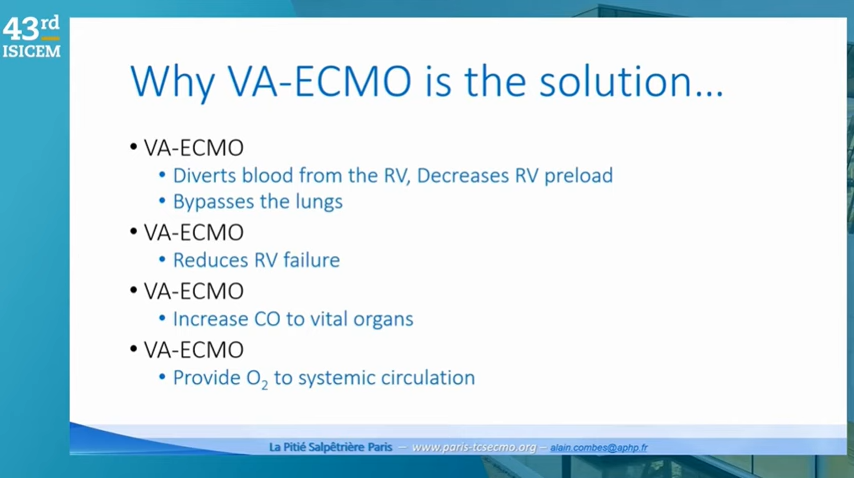 43rd
ISICEM
Why VA-ECMO is the solution...
• VA-ECMO
• Diverts blood from the RV, Decreases RV preload
• Bypasses the lungs
• VA-ECMO
• Reduces RV failure
• VA-ECMO
• Increase CO to vital organs
• VA-ECMO
• Provide O₂ to systemic circulation
La Pitié Salpêtrière Paris – www.paris-tcsecmo.org – alain.combes@aphp.fr